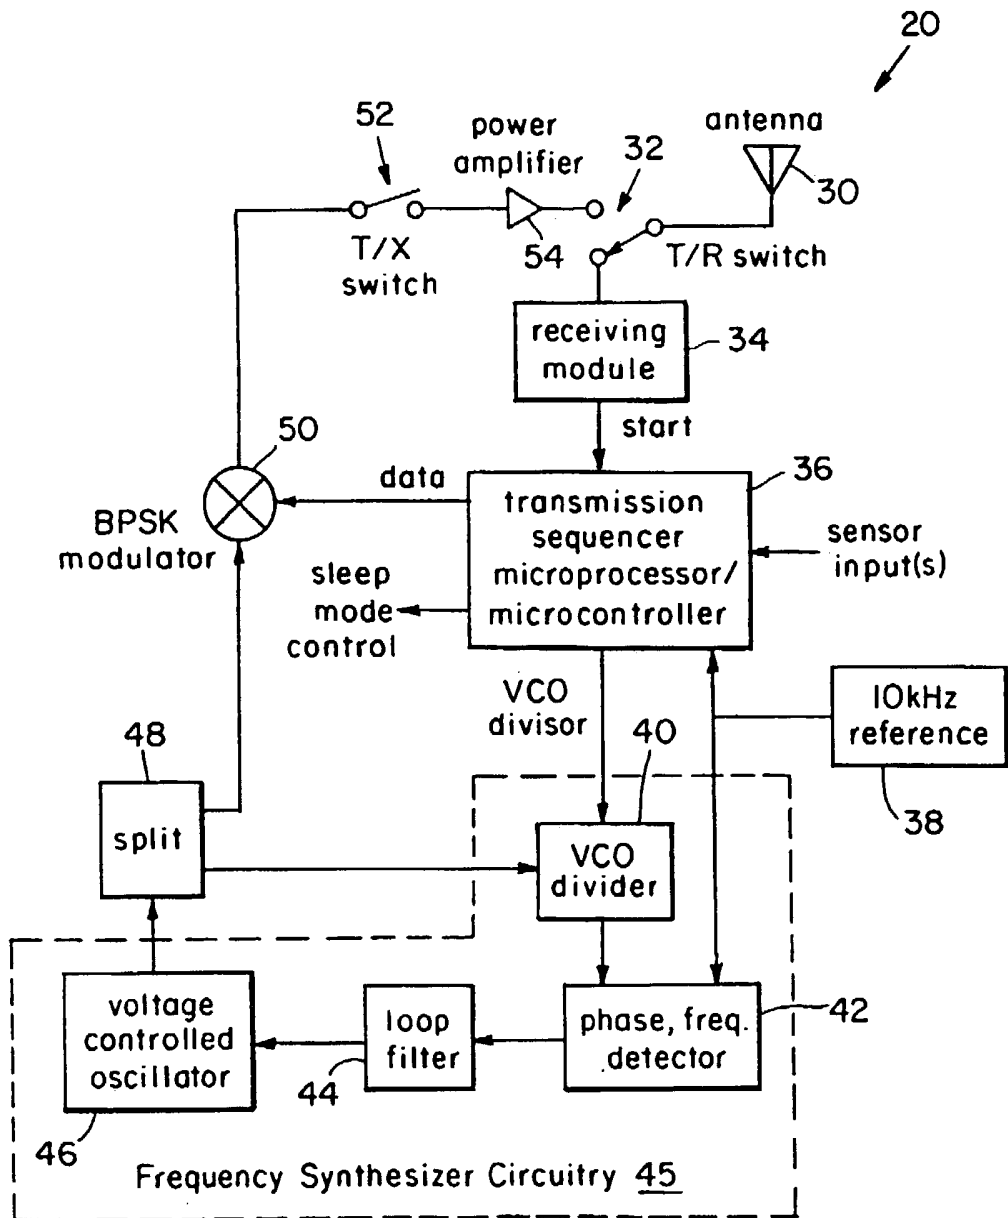 20
antenna
30
52
power
amplifier
32
54
T/X
switch
T/R switch
receiving
module
34
start
50
BPSK
modulator
data
36
transmission
sequencer
microprocessor/
microcontroller
sensor
input(s)
sleep
mode
control
VCO
divisor
10kHz
reference
38
48
split
40
VCO
divider
voltage
controlled
oscillator
46
loop
filter
44
phase, freq.
detector
42
Frequency Synthesizer Circuitry 45